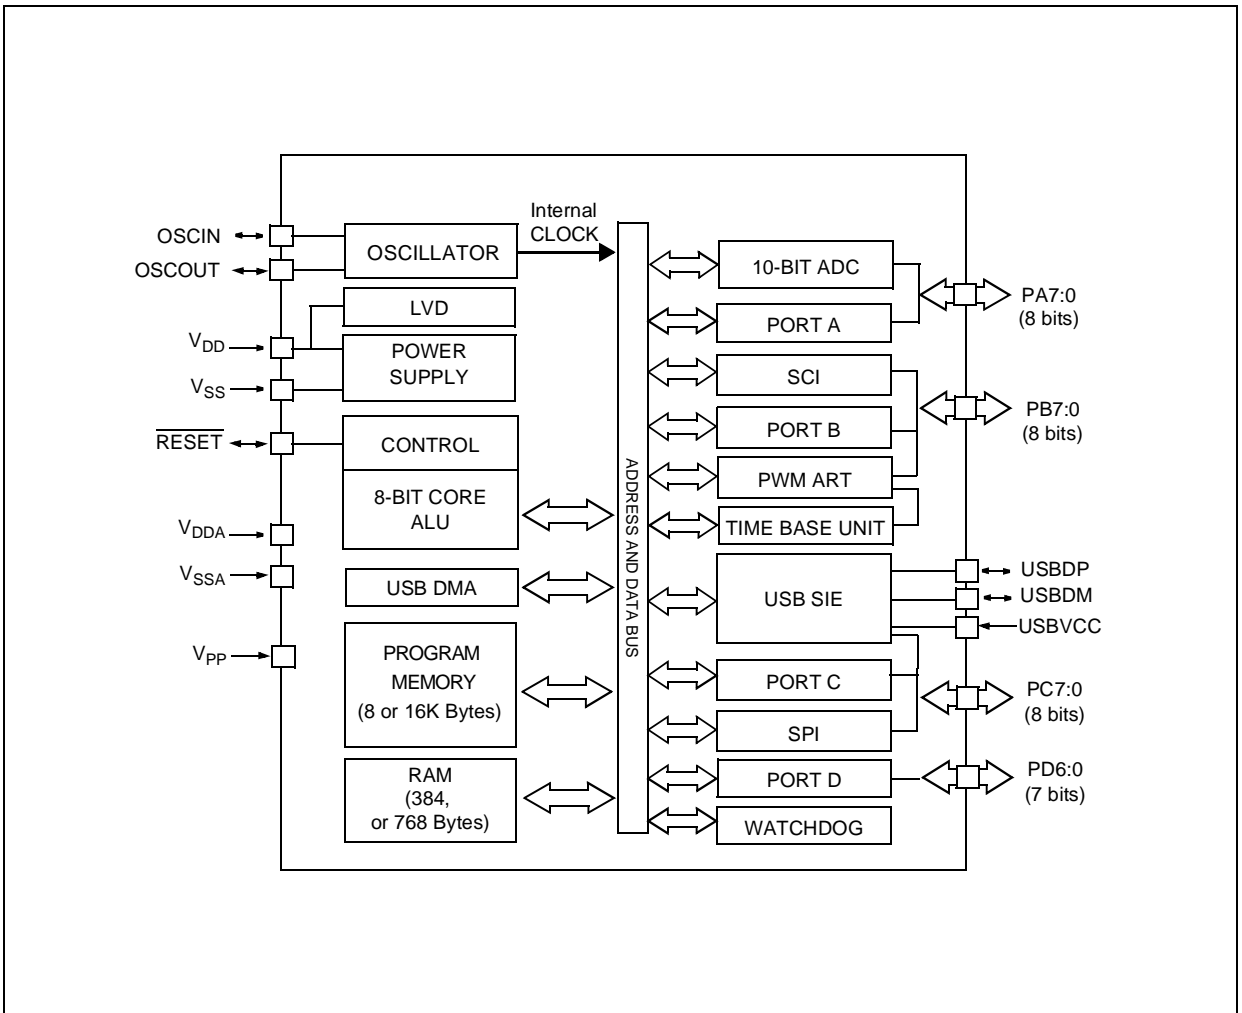 OSCIN
OSCOUT
VDD
VSS
RESET
VDDA
VSSA
VPP
Internal
CLOCK
OSCILLATOR
LVD
POWER
SUPPLY
CONTROL
8-BIT CORE
ALU
USB DMA
PROGRAM
MEMORY
(8 or 16K Bytes)
RAM
(384,
or 768 Bytes)
ADDRESS AND DATA BUS
10-BIT ADC
PORT A
SCI
PORT B
PWM ART
TIME BASE UNIT
USB SIE
PORT C
SPI
PORT D
WATCHDOG
PA7:0
(8 bits)
PB7:0
(8 bits)
USBDP
USBDM
USBVCC
PC7:0
(8 bits)
PD6:0
(7 bits)